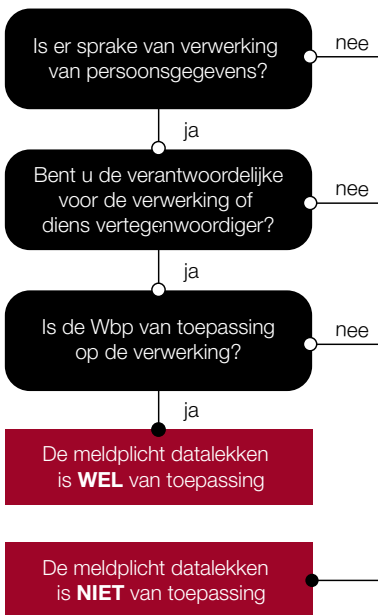 Is er sprake van verwerking
van persoonsgegevens?
nee
ja
Bent u de verantwoordelijke
voor de verwerking of
diens vertegenwoordiger?
nee
ja
Is de Wbp van toepassing
op de verwerking?
nee
ja
De meldplicht datalekken
is WEL van toepassing
De meldplicht datalekken
is NIET van toepassing